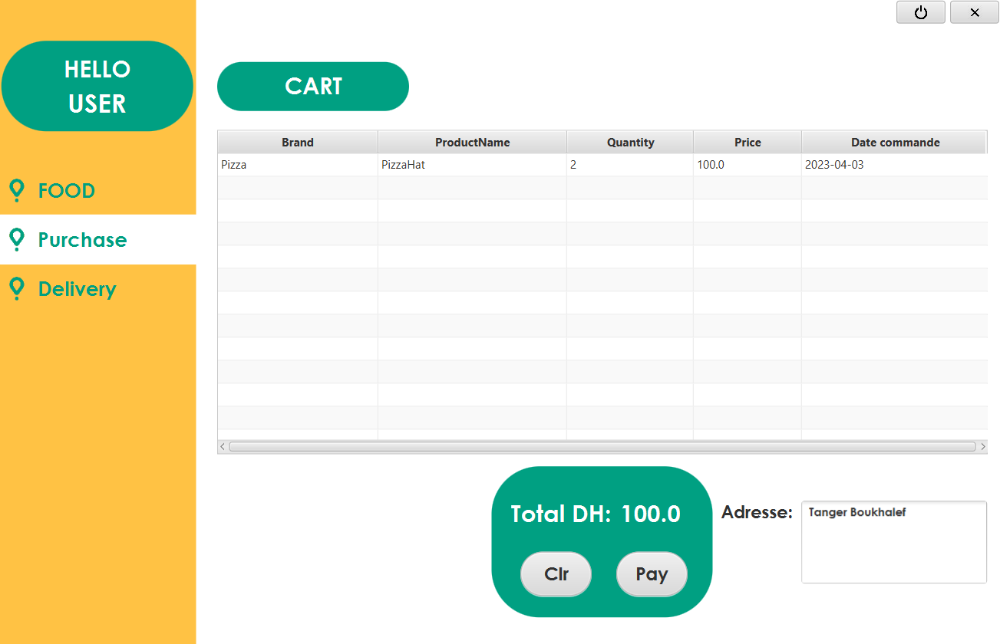 HELLO
USER
FOOD
Purchase
Delivery
CART
Brand ProductName Quantity Price Date commande
Pizza PizzaHat 2 100.0 2023-04-03
Total DH: 100.0
Clr Pay
Adresse: Tanger Boukhalef